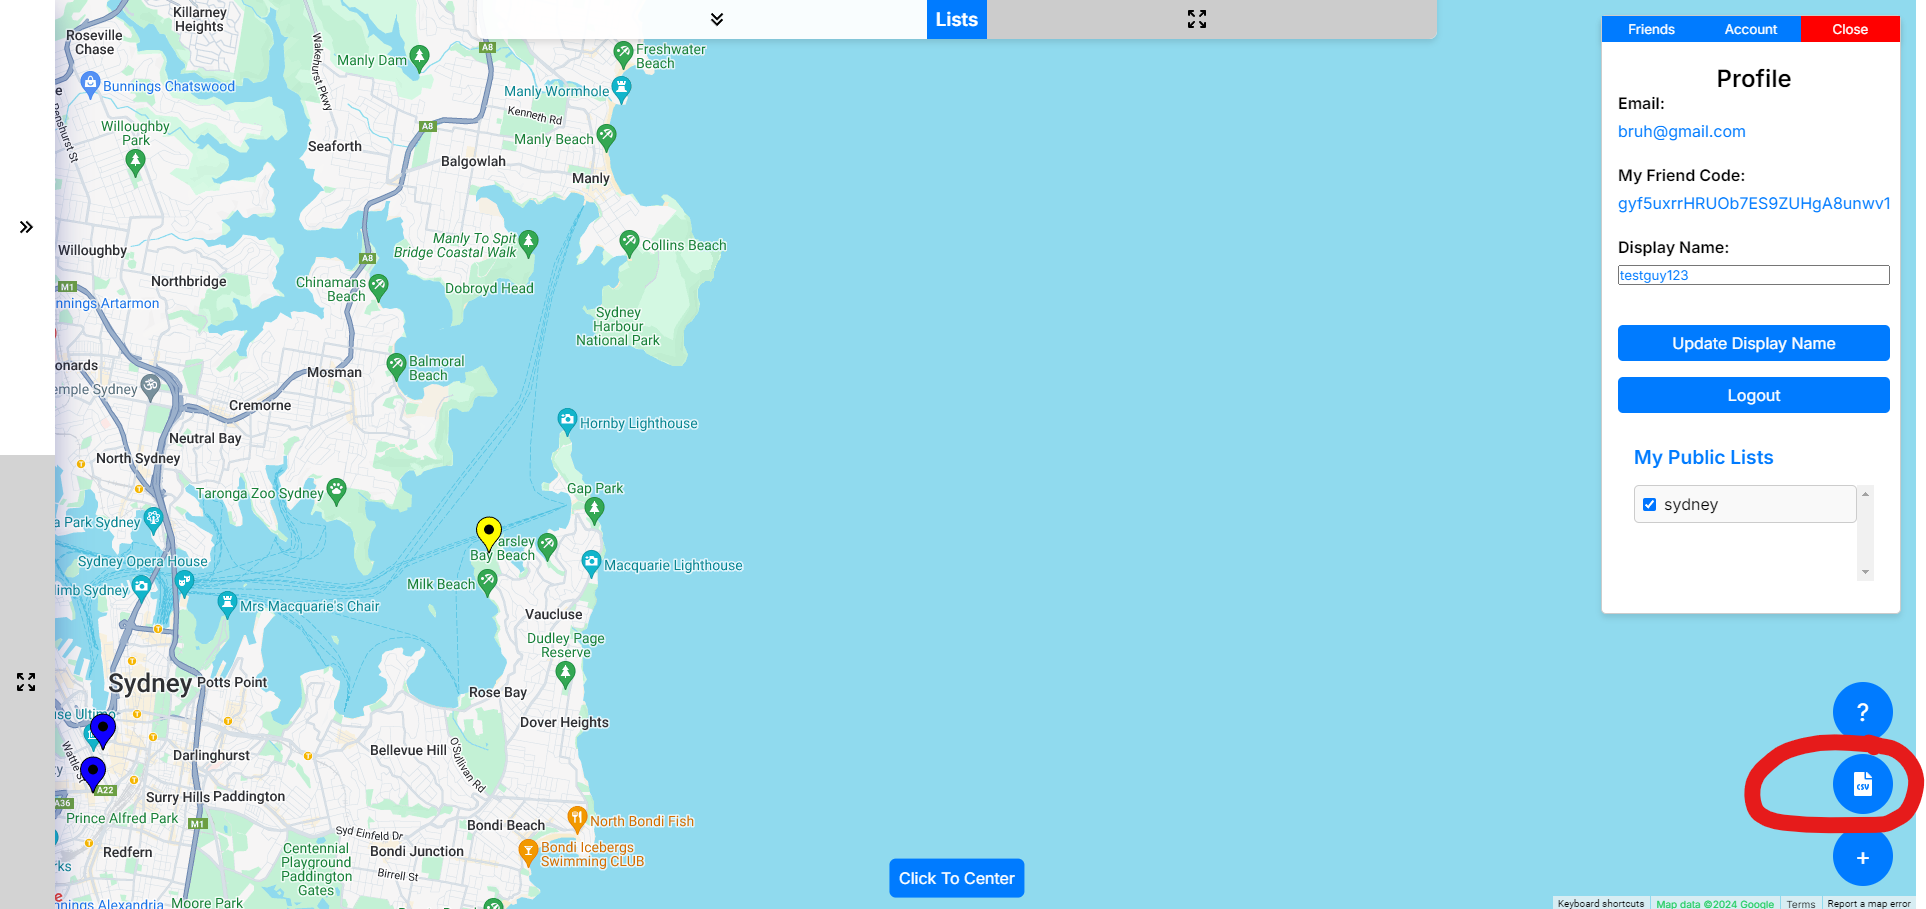 Lists
Friends
Account
Close
Profile
Email:
bruh@gmail.com
My Friend Code:
gyf5uxrrHRUOb7ES9ZUHgA8unwv1
Display Name:
testguy123
Update Display Name
Logout
My Public Lists
sydney
?
CSV
+
Click To Center
Killarney
Heights
Roseville
Chase
Wakehurst Pkwy
Manly Dam
A8
Freshwater
Beach
Bunnings Chatswood
Manly Wormhole
Kenneth Rd
Willoughby
Park
A8
Manly Beach
Seaforth
Balgowlah
Manly
Willoughby
Manly To Spit
Bridge Coastal Walk
Collins Beach
A8
Northbridge
Chinamans
Beach
Dobroyd Head
M1
nnings Artarmon
Sydney
Harbour
National Park
onards
Balmoral
Beach
Mosman
emple Sydney
Cremorne
Hornby Lighthouse
Neutral Bay
North Sydney
Taronga Zoo Sydney
Gap Park
a Park Sydney
arsley
Bay Beach
Sydney Opera House
Macquarie Lighthouse
Milk Beach
limb Sydney
Mrs Macquarie's Chair
Vaucluse
Dudley Page
Reserve
Sydney
Potts Point
Rose Bay
use Ultimo
Dover Heights
Wattle St
Darlinghurst
Bellevue Hill
O'Sullivan Rd
A22
Surry Hills
Paddington
A36
Prince Alfred Park
M1
Syd Einfeld Dr
Bondi Beach
North Bondi Fish
Redfern
Centennial
Playground
Paddington
Gates
Bondi Junction
Bondi Icebergs
Swimming CLUB
rks
Birrell St
nnings Alexandria
Moore Park
Keyboard shortcuts
Map data ©2024 Google
Terms
Report a map error